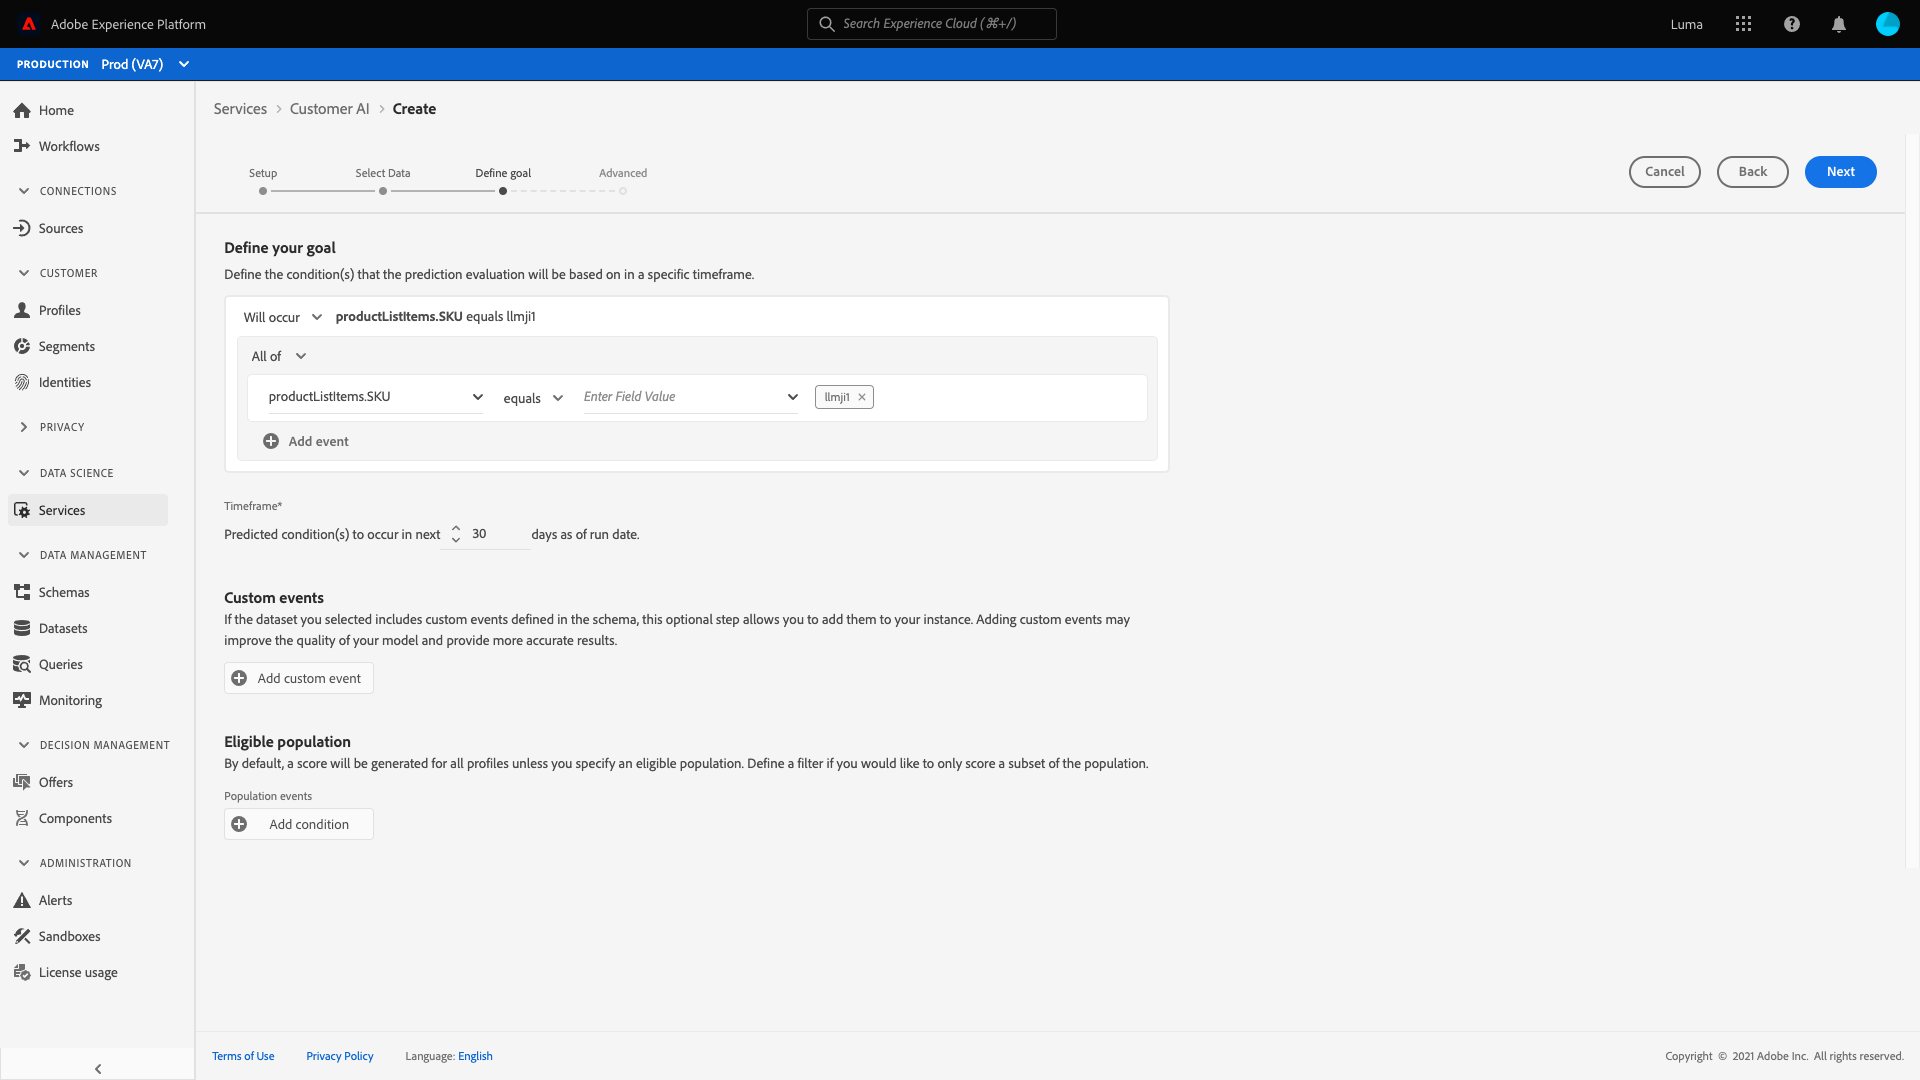 Adobe Experience Platform
Search Experience Cloud (⌘+/)
Luma
PRODUCTION Prod (VA7)
Home
Workflows
CONNECTIONS
Sources
CUSTOMER
Profiles
Segments
Identities
PRIVACY
DATA SCIENCE
Services
DATA MANAGEMENT
Schemas
Datasets
Queries
Monitoring
DECISION MANAGEMENT
Offers
Components
ADMINISTRATION
Alerts
Sandboxes
License usage
Services > Customer AI > Create
Setup Select Data Define goal Advanced
Cancel Back Next
Define your goal
Define the condition(s) that the prediction evaluation will be based on in a specific timeframe.
Will occur productListItems.SKU equals llmji1
All of
productListItems.SKU equals Enter Field Value llmji1
Add event
Timeframe*
Predicted condition(s) to occur in next 30 days as of run date.
Custom events
If the dataset you selected includes custom events defined in the schema, this optional step allows you to add them to your instance. Adding custom events may
improve the quality of your model and provide more accurate results.
Add custom event
Eligible population
By default, a score will be generated for all profiles unless you specify an eligible population. Define a filter if you would like to only score a subset of the population.
Population events
Add condition
Terms of Use Privacy Policy Language: English
Copyright © 2021 Adobe Inc. All rights reserved.